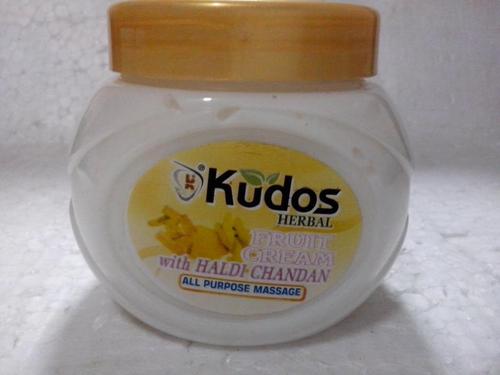 Kudos
HERBAL
FRUIT
CREAM
with HALDI CHANDAN
ALL PURPOSE MASSAGE